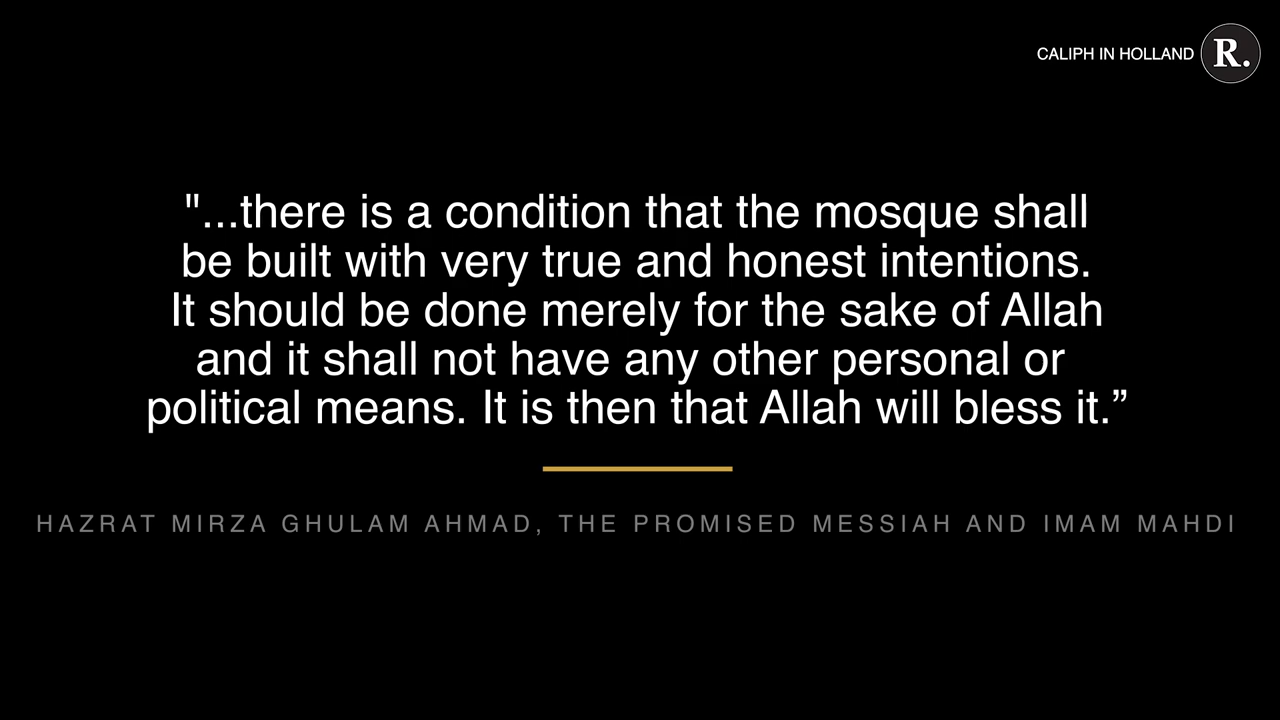 CALIPH IN HOLLAND R.
"...there is a condition that the mosque shall
be built with very true and honest intentions.
It should be done merely for the sake of Allah
and it shall not have any other personal or
political means. It is then that Allah will bless it.”
HAZRAT MIRZA GHULAM AHMAD, THE PROMISED MESSIAH AND IMAM MAHDI